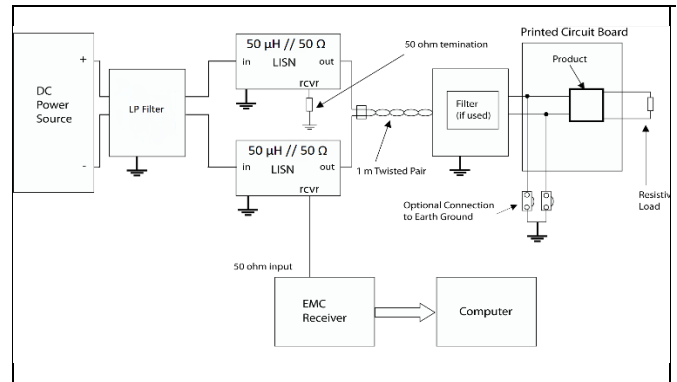 Printed Circuit Board
50 µH // 50 Ω
in
LISN
out
rcvr
50 ohm temination
+
DC
Power
Source
-
LP Filter
Product
Filter
(if used)
50 µH // 50 Ω
in
LISN
out
rcvr
1 m Twisted Pair
Optional Connection
to Earth Ground
Resistiv
Load
50 ohm input
EMC
Receiver
Computer